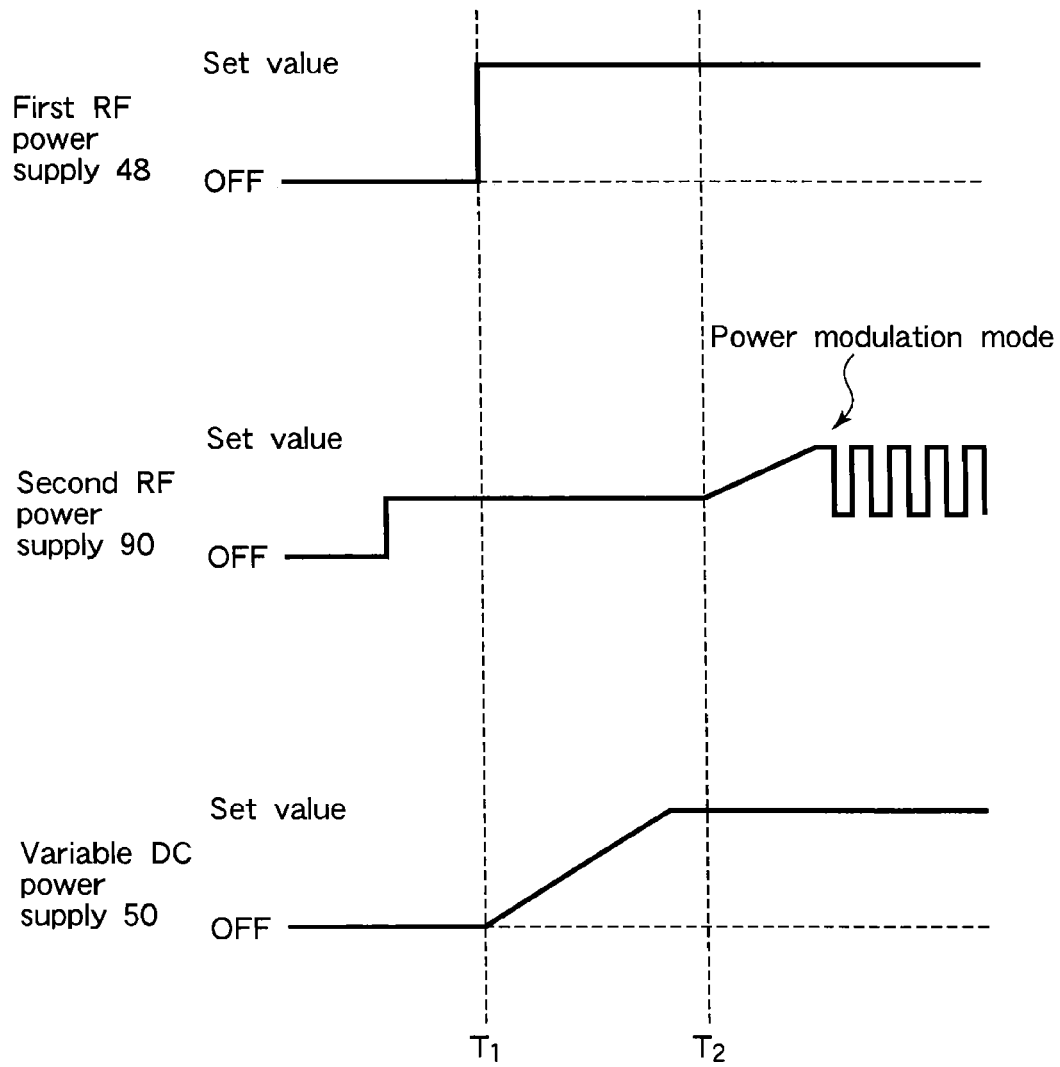 Set value
First RF
power
supply 48
OFF
Power modulation mode
Set value
Second RF
power
supply 90
OFF
Set value
Variable DC
power
supply 50
OFF
T1
T2